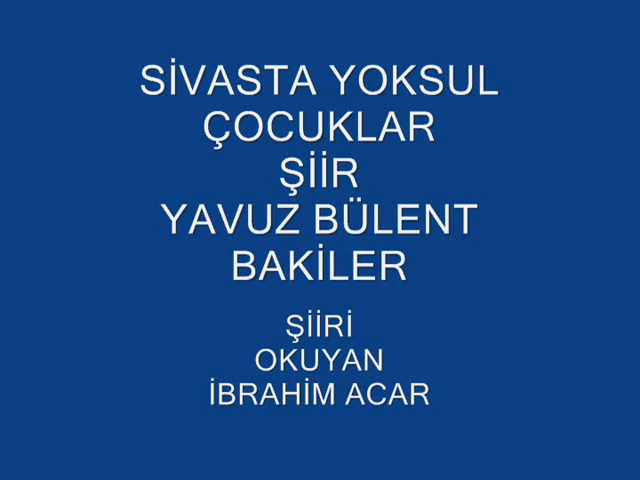 SİVASTA YOKSUL
ÇOCUKLAR
ŞİİR
YAVUZ BÜLENT
BAKİLER
ŞİİRİ
OKUYAN
İBRAHİM ACAR